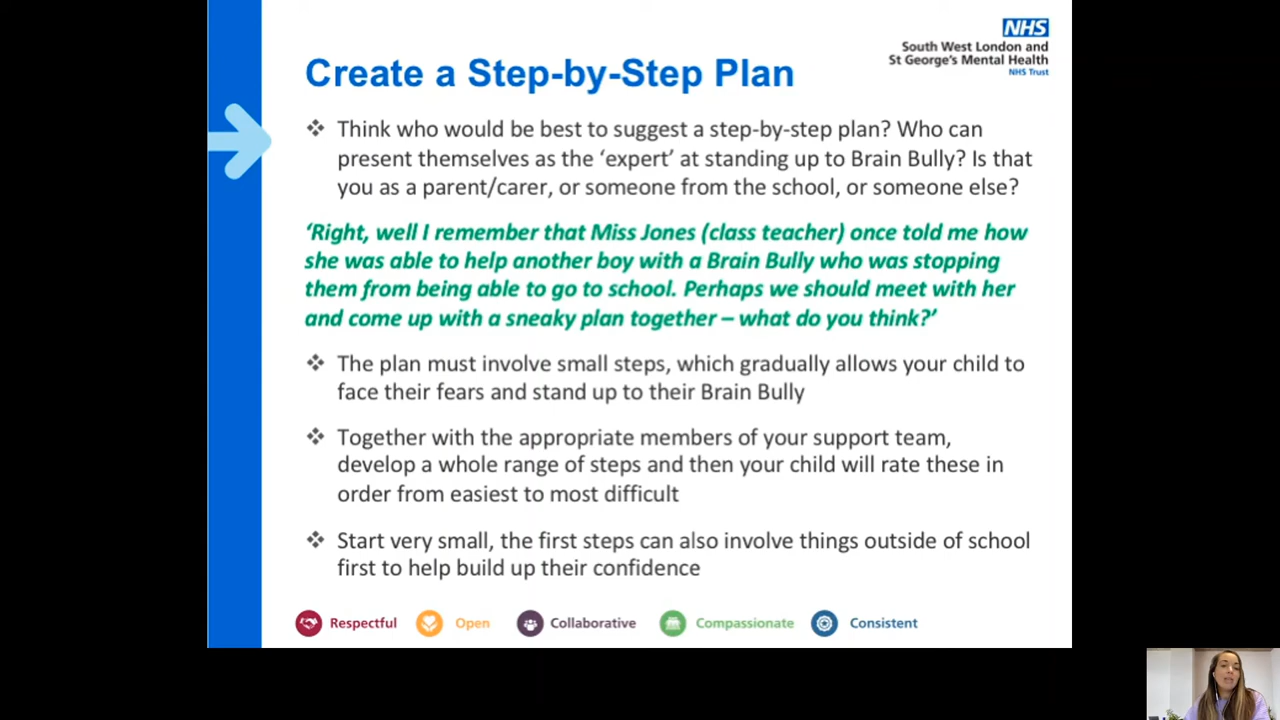 NHS
South West London and
St George's Mental Health
NHS Trust
Create a Step-by-Step Plan
❖ Think who would be best to suggest a step-by-step plan? Who can
present themselves as the ‘expert’ at standing up to Brain Bully? Is that
you as a parent/carer, or someone from the school, or someone else?
‘Right, well I remember that Miss Jones (class teacher) once told me how
she was able to help another boy with a Brain Bully who was stopping
them from being able to go to school. Perhaps we should meet with her
and come up with a sneaky plan together – what do you think?’
❖ The plan must involve small steps, which gradually allows your child to
face their fears and stand up to their Brain Bully
❖ Together with the appropriate members of your support team,
develop a whole range of steps and then your child will rate these in
order from easiest to most difficult
❖ Start very small, the first steps can also involve things outside of school
first to help build up their confidence
Respectful Open Collaborative Compassionate Consistent